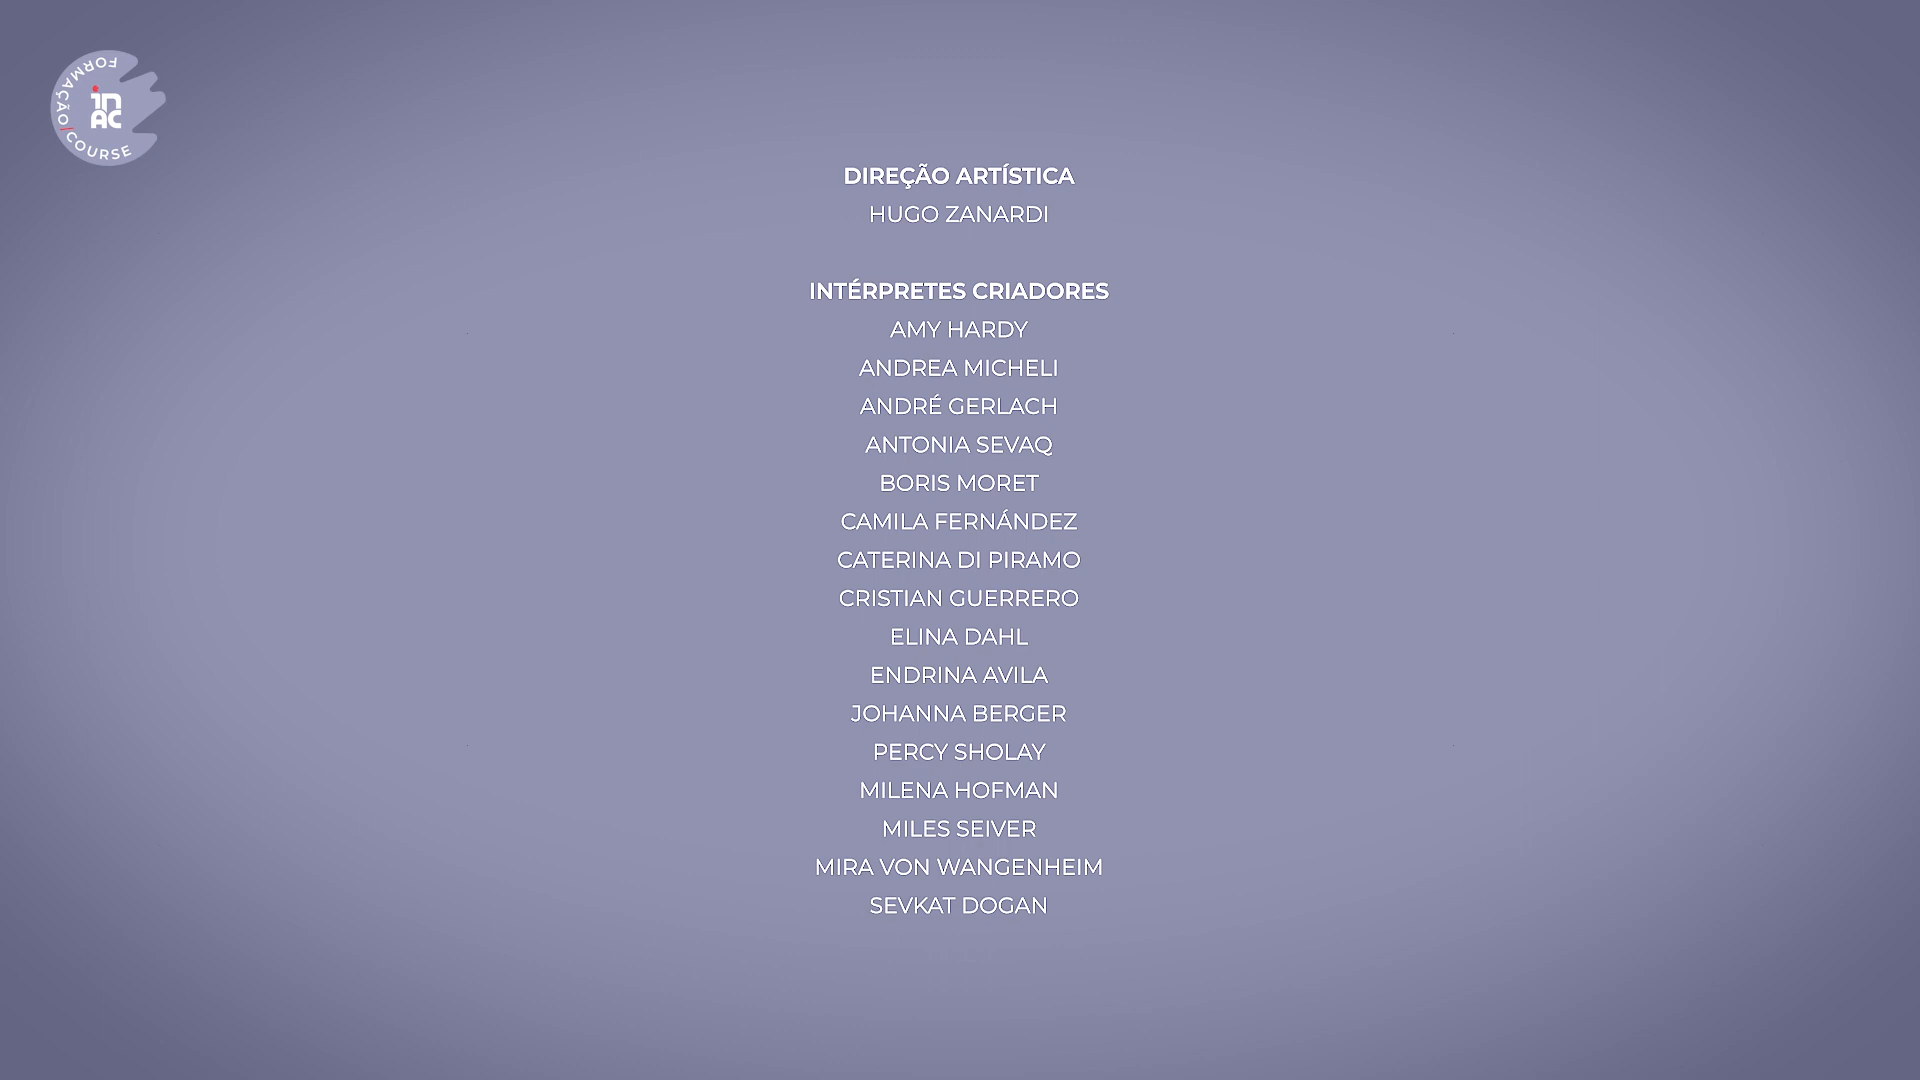 FORMAÇÃO/COURSE
inAC
DIREÇÃO ARTÍSTICA
HUGO ZANARDI
INTÉRPRETES CRIADORES
AMY HARDY
ANDREA MICHELI
ANDRÉ GERLACH
ANTONIA SEVAQ
BORIS MORET
CAMILA FERNÁNDEZ
CATERINA DI PIRAMO
CRISTIAN GUERRERO
ELINA DAHL
ENDRINA AVILA
JOHANNA BERGER
PERCY SHOLAY
MILENA HOFMAN
MILES SEIVER
MIRA VON WANGENHEIM
SEVKAT DOGAN